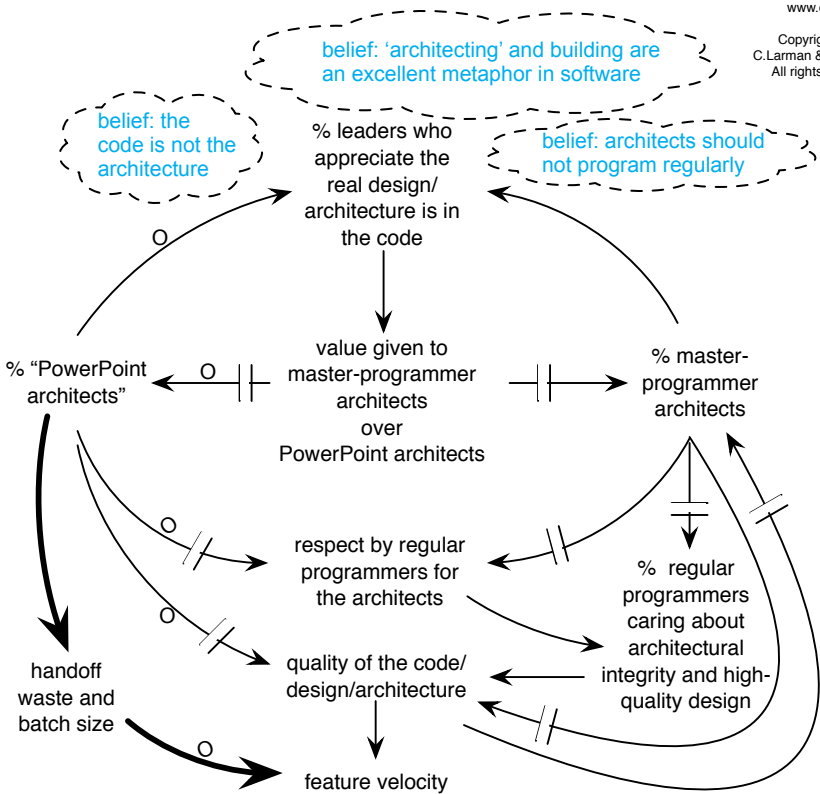 www.
Copyrig
C.Larman &
All rights
belief: ‘architecting’ and building are
an excellent metaphor in software
belief: the
code is not the
architecture
% leaders who
appreciate the
real design/
architecture is in
the code
belief: architects should
not program regularly
O
% “PowerPoint
architects”
O
value given to
master-programmer
architects
over
PowerPoint architects
% master-
programmer
architects
O
respect by regular
programmers for
the architects
% regular
programmers
caring about
architectural
integrity and high-
quality design
O
quality of the code/
design/architecture
handoff
waste and
batch size
O
feature velocity